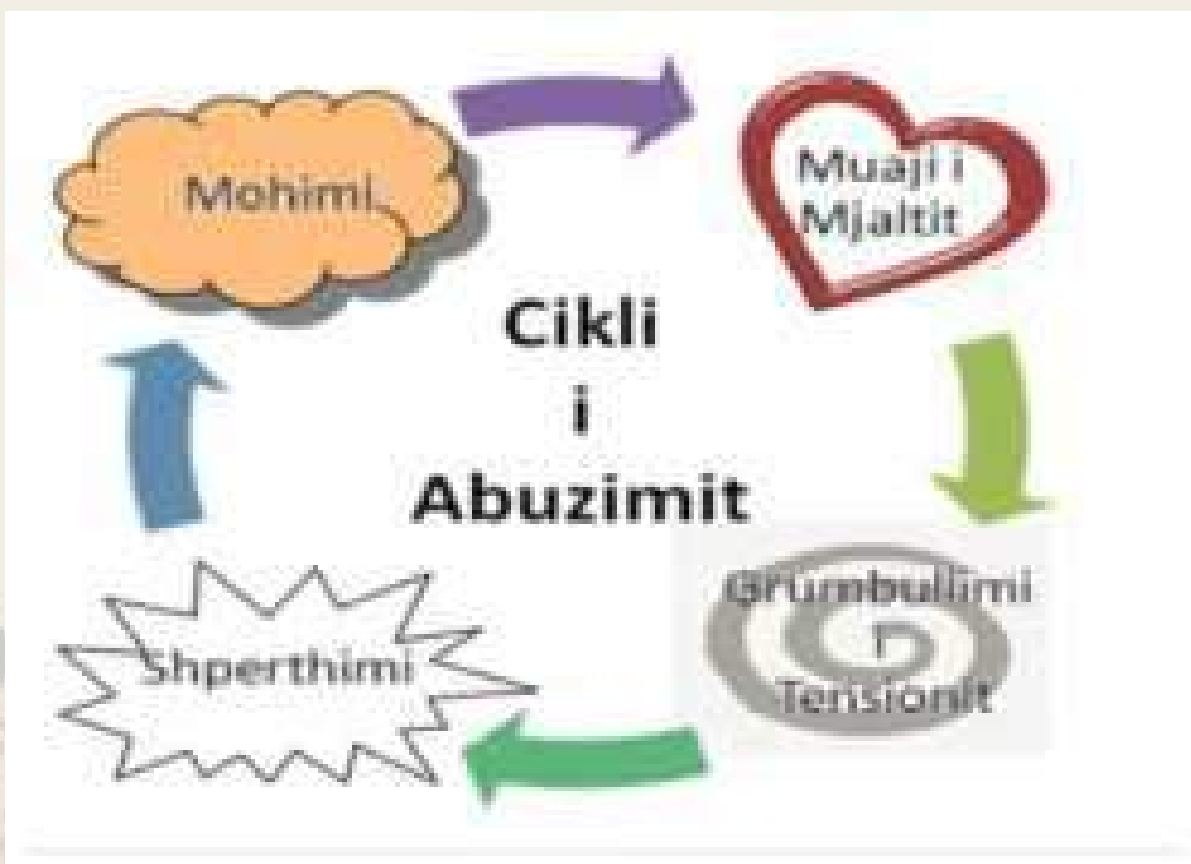 Mohimi
Muaji i
Mjaltit
Cikli
i
Abuzimit
Grumbullimi
i
Tensionit
Shperthimi